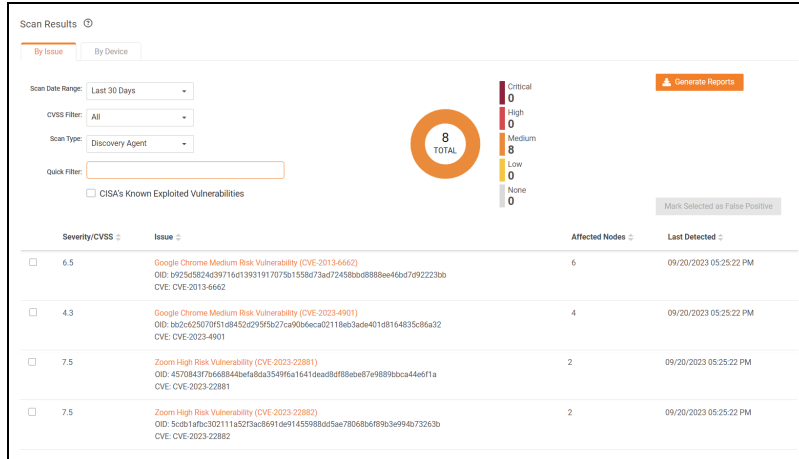 Scan Results
By Issue
By Device
Scan Date Range: Last 30 Days
CVSS Filter: All
Scan Type: Discovery Agent
Quick Filter:
CISA's Known Exploited Vulnerabilities
8
TOTAL
Critical
0
High
0
Medium
8
Low
0
None
0
Generate Reports
Mark Selected as False Positive
Severity/CVSS Issue Affected Nodes Last Detected
6.5 Google Chrome Medium Risk Vulnerability (CVE-2013-6662) 6 09/20/2023 05:25:22 PM
OID: b925d5824d39716d13931917075b1558d73ad72458bbd8888ee46bd7d92223bb
CVE: CVE-2013-6662
4.3 Google Chrome Medium Risk Vulnerability (CVE-2023-4901) 4 09/20/2023 05:25:22 PM
OID: bb2c625070f51d8452d295f5b27ca90b6eca02118eb3ade401d8164835c86a32
CVE: CVE-2023-4901
7.5 Zoom High Risk Vulnerability (CVE-2023-22881) 2 09/20/2023 05:25:22 PM
OID: 4570843f7b668844befa8da3549f6a1641dead8df88ebe87e9889bbca44e6f1a
CVE: CVE-2023-22881
7.5 Zoom High Risk Vulnerability (CVE-2023-22882) 2 09/20/2023 05:25:22 PM
OID: 5cdb1afbc302111a52f3ac8691de91455988dd5ae78068b6f89b3e994b73263b
CVE: CVE-2023-22882